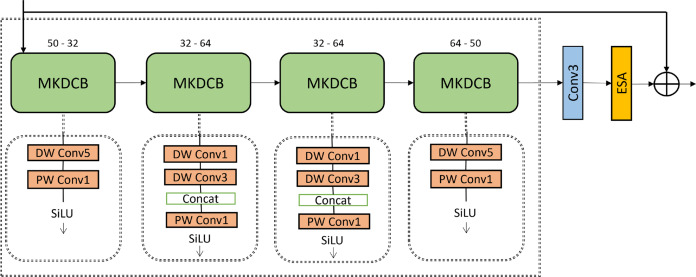 50 - 32
32 - 64
32 - 64
64 - 50
MKDCB
MKDCB
MKDCB
MKDCB
Conv3
ESA
DW Conv5
PW Conv1
SiLU
DW Conv1
DW Conv3
Concat
PW Conv1
SiLU
DW Conv1
DW Conv3
Concat
PW Conv1
SiLU
DW Conv5
PW Conv1
SiLU